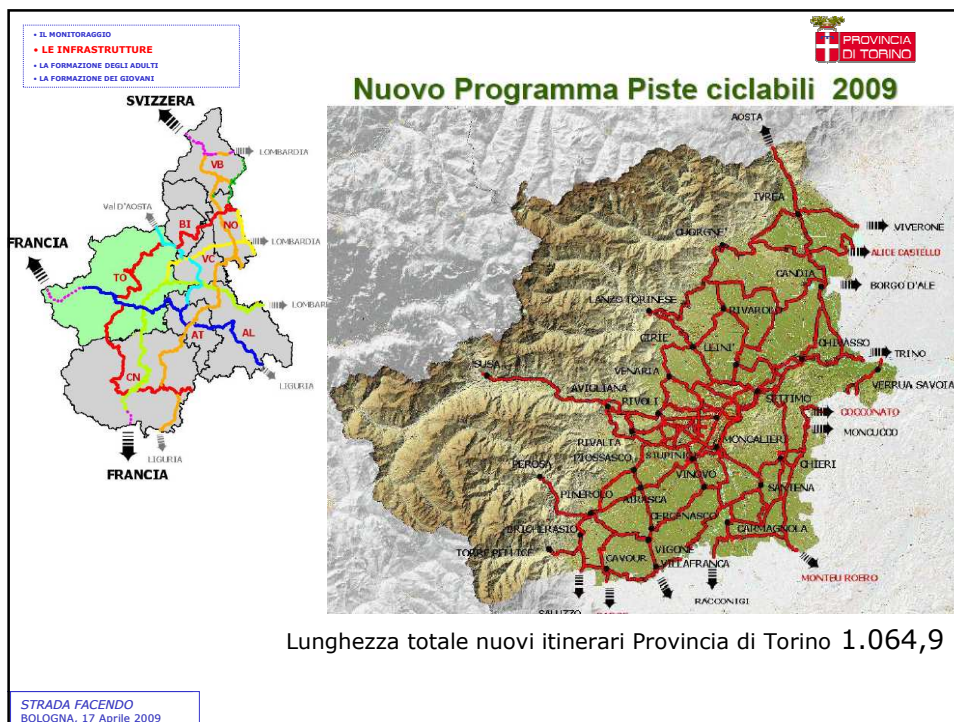 • IL MONITORAGGIO
• LE INFRASTRUTTURE
• LA FORMAZIONE DEGLI ADULTI
• LA FORMAZIONE DEI GIOVANI
PROVINCIA
DI TORINO
Nuovo Programma Piste ciclabili 2009
SVIZZERA
VB
LOMBARDIA
Val D'AOSTA
BI
NO
FRANCIA
LOMBARDIA
VC
TO
AT
AL
CN
LIGURIA
LIGURIA
FRANCIA
AOSTA
IVREA
VIVERONE
CUORGNE'
ALICE CASTELLO
CANDIA
BORGO D'ALE
LANZO TORINESE
RIVAROLO
CIRIE'
LEINI'
CHIVASSO
TRINO
SUSA
VENARIA
VERRUA SAVOIA
AVIGLIANA
RIVOLI
SETTIMO
COCCONATO
MONCUCCO
RIVALTA
MONCALIERI
PEROSA
PIOSSASCO
STUPINIGI
CHIERI
VINOVO
PINEROLO
AIRASCA
SANTENA
CERCENASCO
BRICHERASIO
CARMAGNOLA
TORRE PELLICE
VIGONE
CAVOUR
VILLAFRANCA
MONTEU ROERO
RACCONIGI
SALUZZO
Lunghezza totale nuovi itinerari Provincia di Torino 1.064,9
STRADA FACENDO
BOLOGNA, 17 Aprile 2009